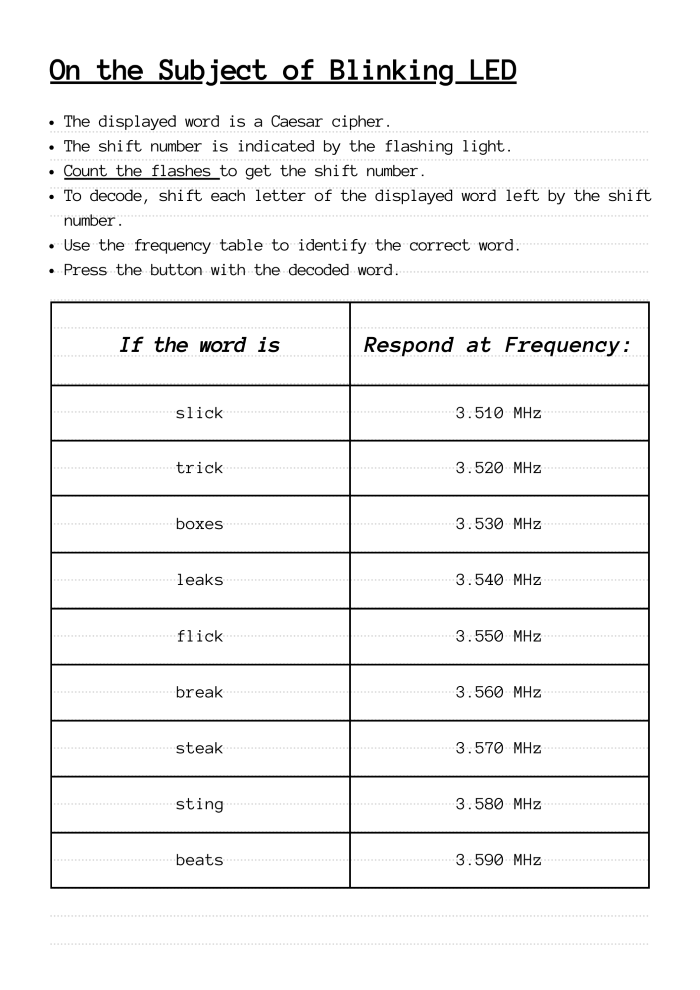 On the Subject of Blinking LED
• The displayed word is a Caesar cipher.
• The shift number is indicated by the flashing light.
• Count the flashes to get the shift number.
• To decode, shift each letter of the displayed word left by the shift
number.
• Use the frequency table to identify the correct word.
• Press the button with the decoded word.
If the word is Respond at Frequency:
slick 3.510 MHz
trick 3.520 MHz
boxes 3.530 MHz
leaks 3.540 MHz
flick 3.550 MHz
break 3.560 MHz
steak 3.570 MHz
sting 3.580 MHz
beats 3.590 MHz